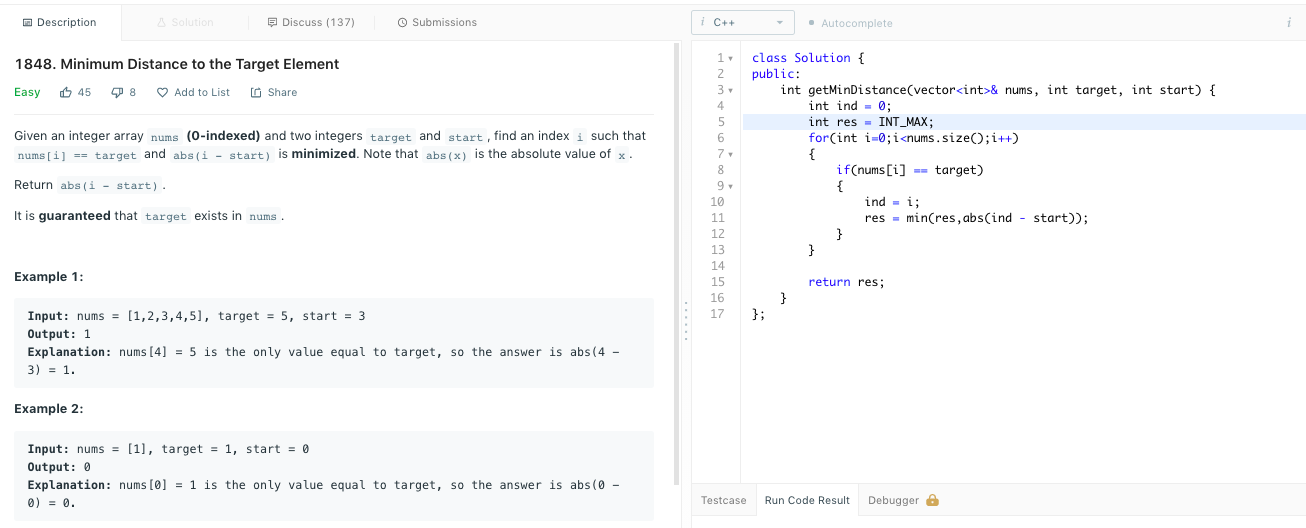 Description
Solution
Discuss (137)
Submissions
i C++
Autocomplete
i
1848. Minimum Distance to the Target Element
Easy 45 8 Add to List Share
Given an integer array nums (0-indexed) and two integers target and start, find an index i such that
nums[i] == target and abs(i - start) is minimized. Note that abs(x) is the absolute value of x.
Return abs(i - start).
It is guaranteed that target exists in nums.
Example 1:
Input: nums = [1,2,3,4,5], target = 5, start = 3
Output: 1
Explanation: nums[4] = 5 is the only value equal to target, so the answer is abs(4 -
3) = 1.
Example 2:
Input: nums = [1], target = 1, start = 0
Output: 0
Explanation: nums[0] = 1 is the only value equal to target, so the answer is abs(0 -
0) = 0.
1 class Solution {
2 public:
3     int getMinDistance(vector<int>& nums, int target, int start) {
4         int ind = 0;
5         int res = INT_MAX;
6         for(int i=0;i<nums.size();i++)
7         {
8             if(nums[i] == target)
9             {
10                 ind = i;
11                 res = min(res,abs(ind - start));
12             }
13         }
14
15         return res;
16     }
17 };
Testcase
Run Code Result
Debugger